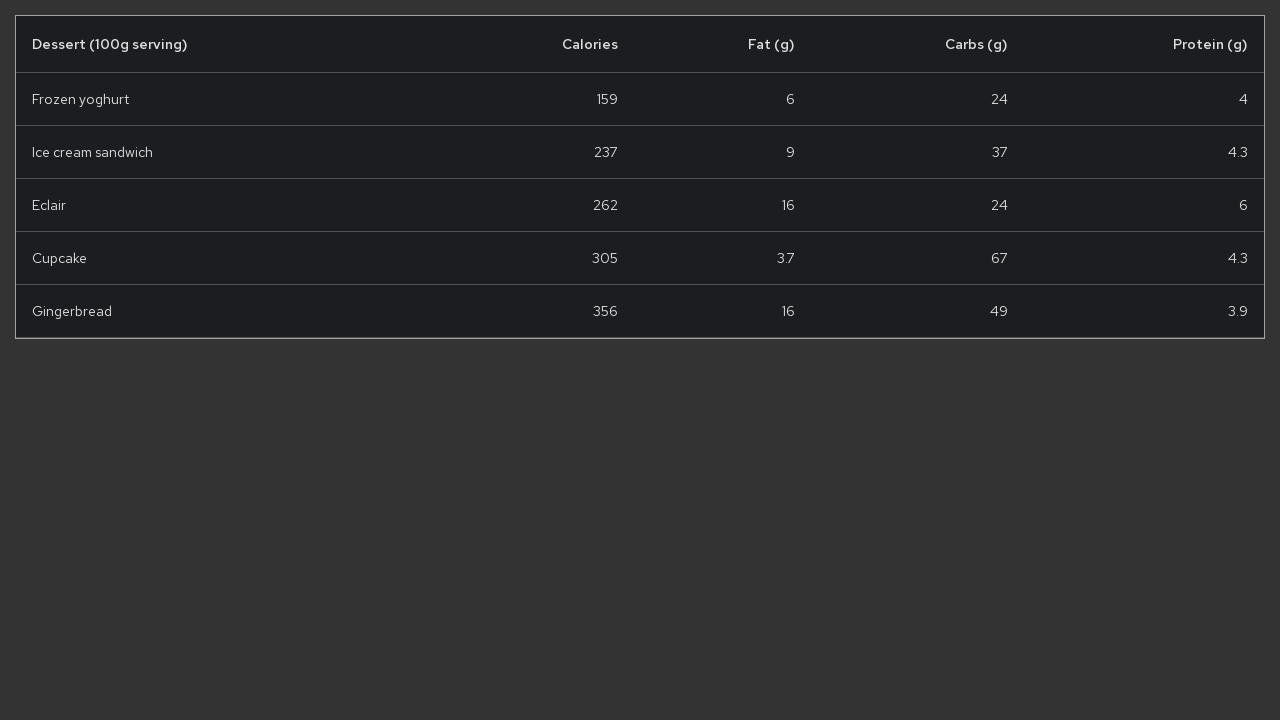 Dessert (100g serving) Calories Fat (g) Carbs (g) Protein (g)
Frozen yoghurt 159 6 24 4
Ice cream sandwich 237 9 37 4.3
Eclair 262 16 24 6
Cupcake 305 3.7 67 4.3
Gingerbread 356 16 49 3.9